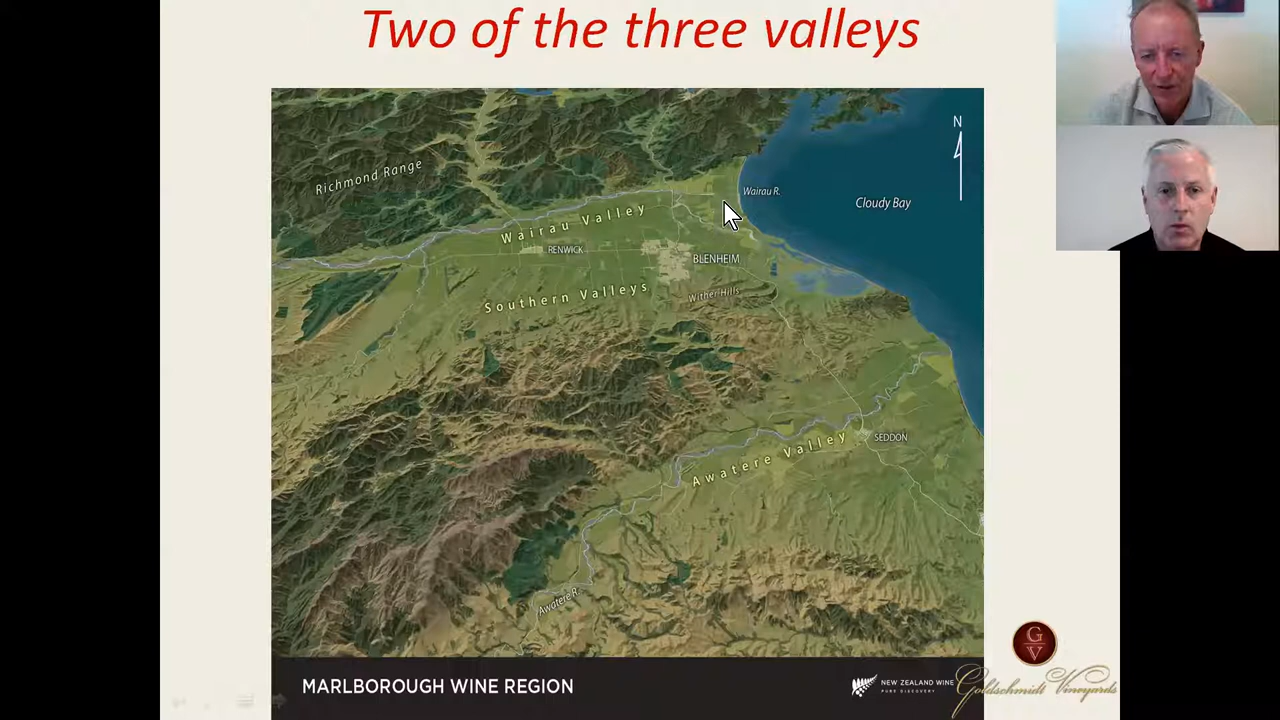 Two of the three valleys
N
Richmond Range
Wairau R.
Cloudy Bay
Wairau Valley
RENWICK
BLENHEIM
Southern Valleys
Wither Hills
SEDDON
Awatere Valley
Awatere R.
MARLBOROUGH WINE REGION
NEW ZEALAND WINE
PURE DISCOVERY
G
V
Goldschmidt Vineyards